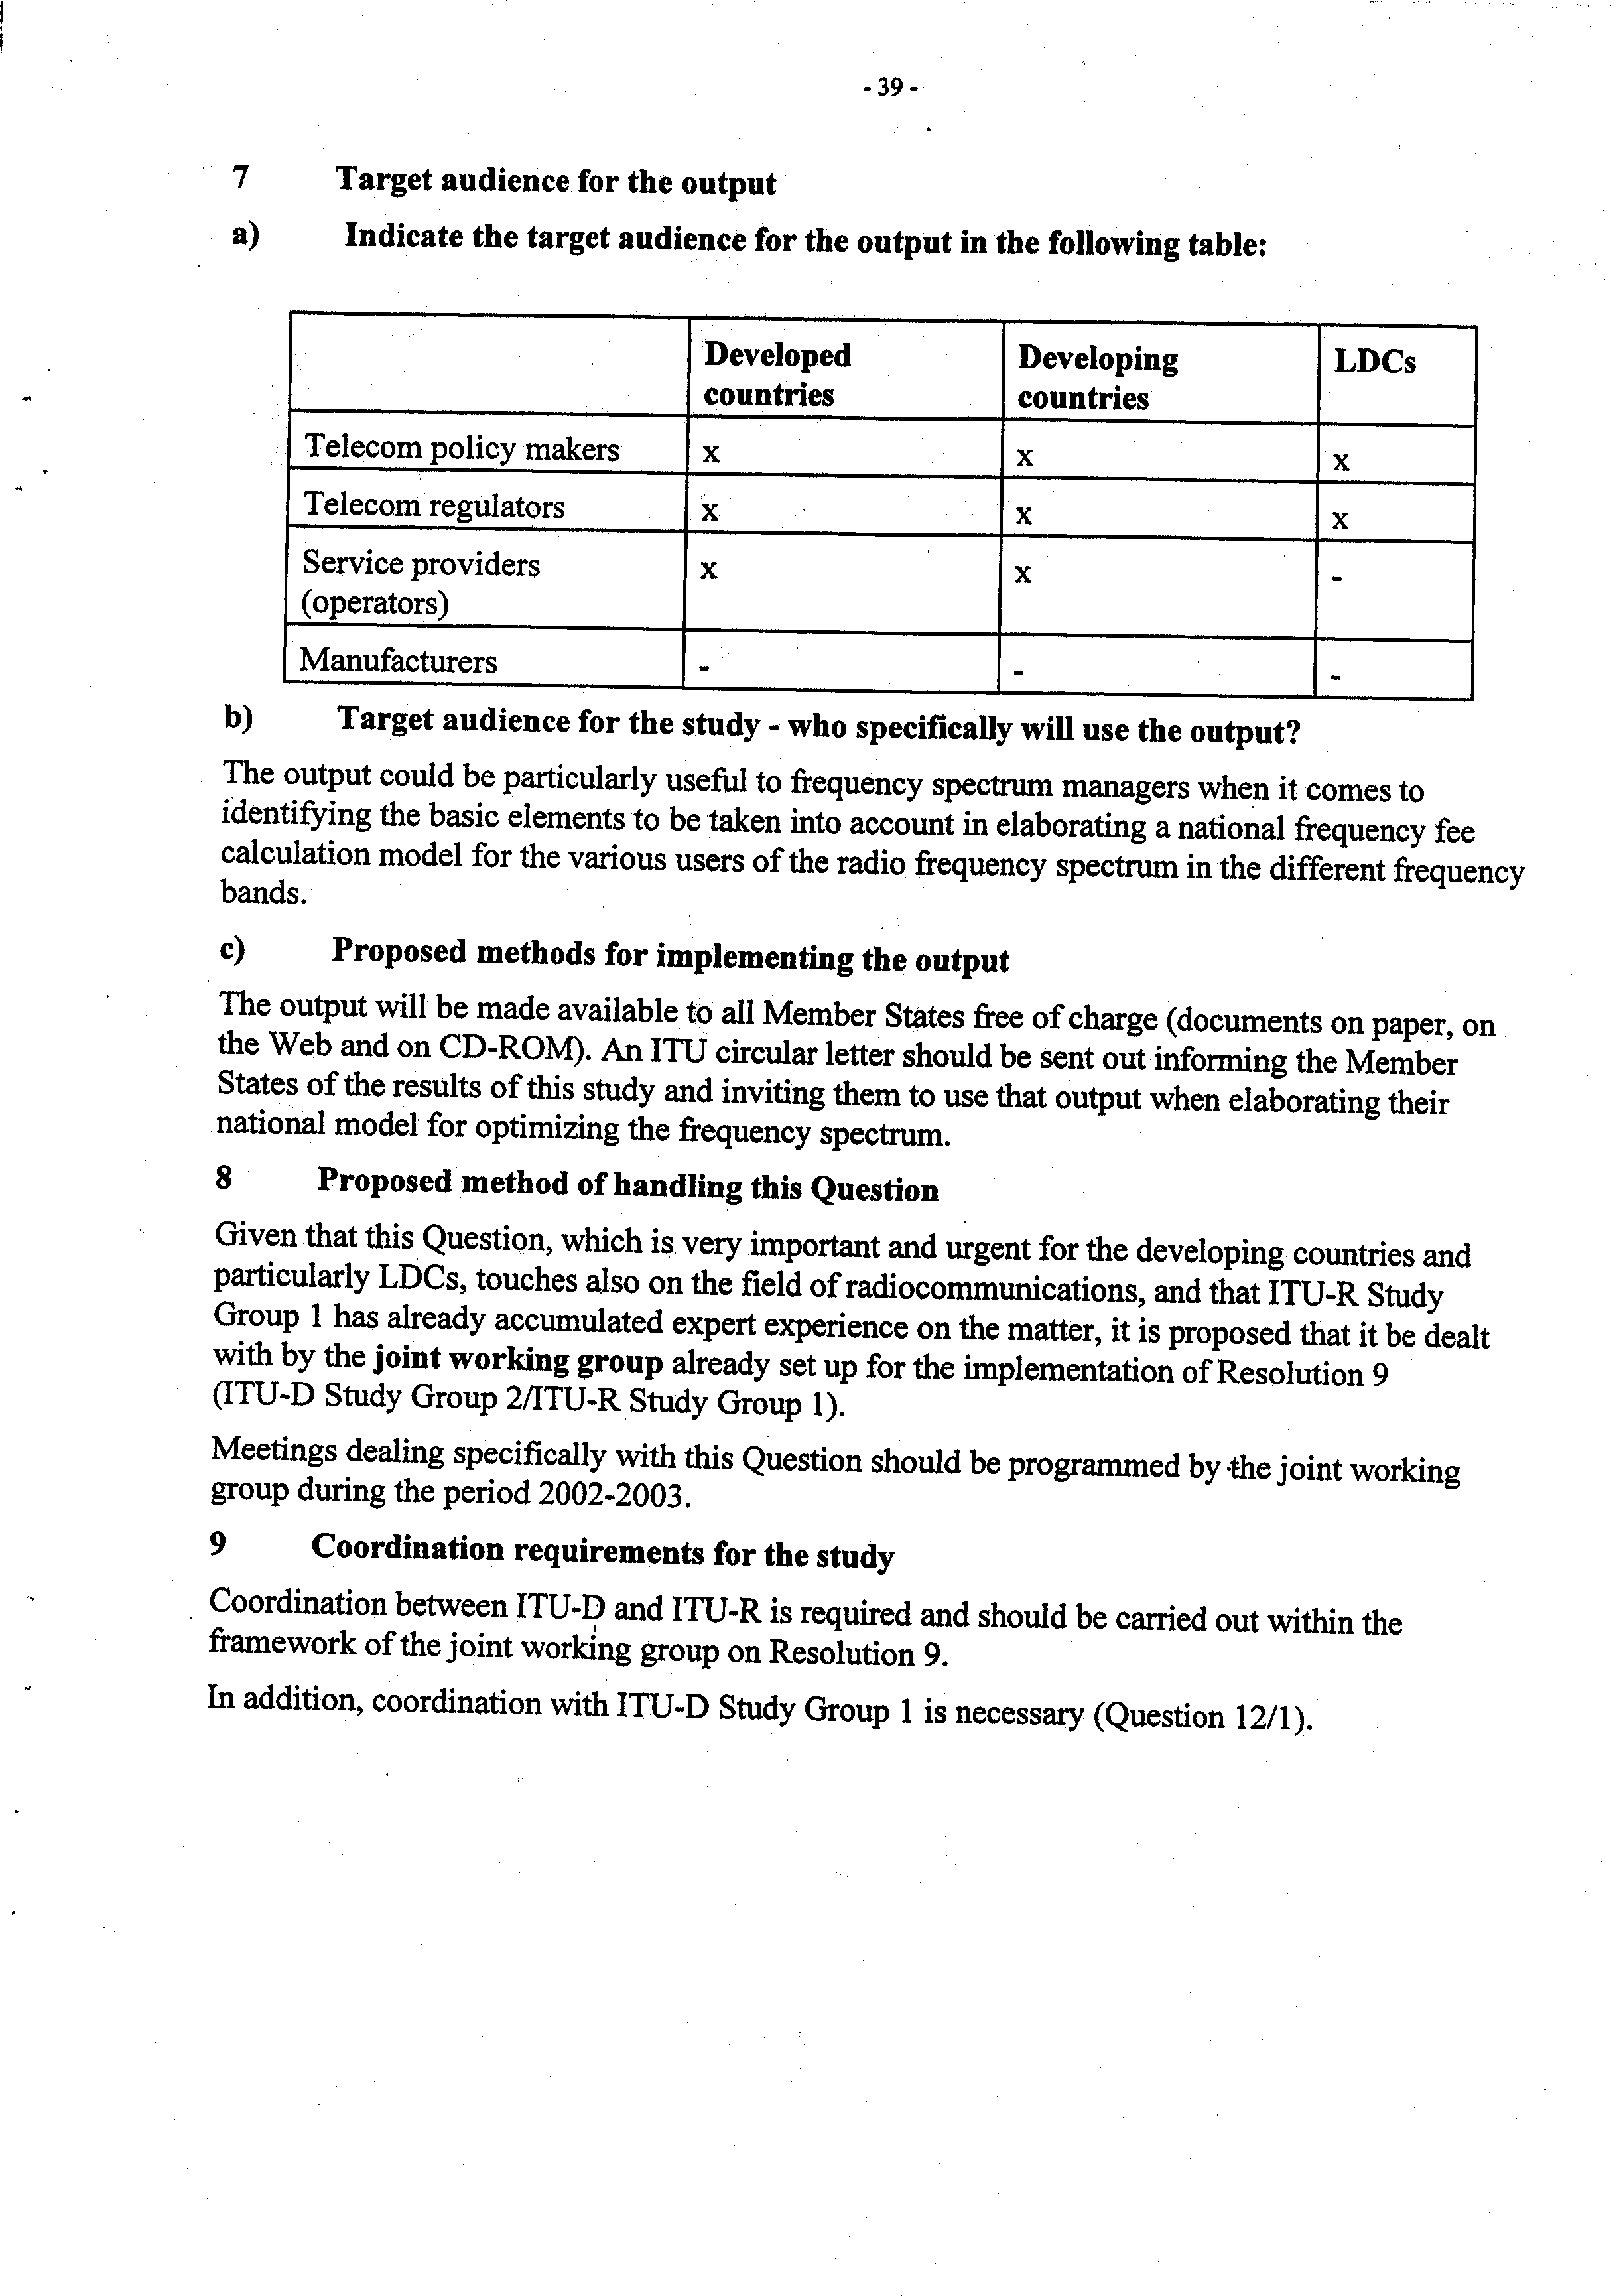 - 39 -
7 Target audience for the output
a) Indicate the target audience for the output in the following table:
Developed countries Developing countries LDCs
Telecom policy makers x x x
Telecom regulators x x x
Service providers (operators) x x -
Manufacturers - - -
b) Target audience for the study - who specifically will use the output?
The output could be particularly useful to frequency spectrum managers when it comes to
identifying the basic elements to be taken into account in elaborating a national frequency fee
calculation model for the various users of the radio frequency spectrum in the different frequency
bands.
c) Proposed methods for implementing the output
The output will be made available to all Member States free of charge (documents on paper, on
the Web and on CD-ROM). An ITU circular letter should be sent out informing the Member
States of the results of this study and inviting them to use that output when elaborating their
national model for optimizing the frequency spectrum.
8 Proposed method of handling this Question
Given that this Question, which is very important and urgent for the developing countries and
particularly LDCs, touches also on the field of radiocommunications, and that ITU-R Study
Group 1 has already accumulated expert experience on the matter, it is proposed that it be dealt
with by the joint working group already set up for the implementation of Resolution 9
(ITU-D Study Group 2/ITU-R Study Group 1).
Meetings dealing specifically with this Question should be programmed by the joint working
group during the period 2002-2003.
9 Coordination requirements for the study
Coordination between ITU-D and ITU-R is required and should be carried out within the
framework of the joint working group on Resolution 9.
In addition, coordination with ITU-D Study Group 1 is necessary (Question 12/1).